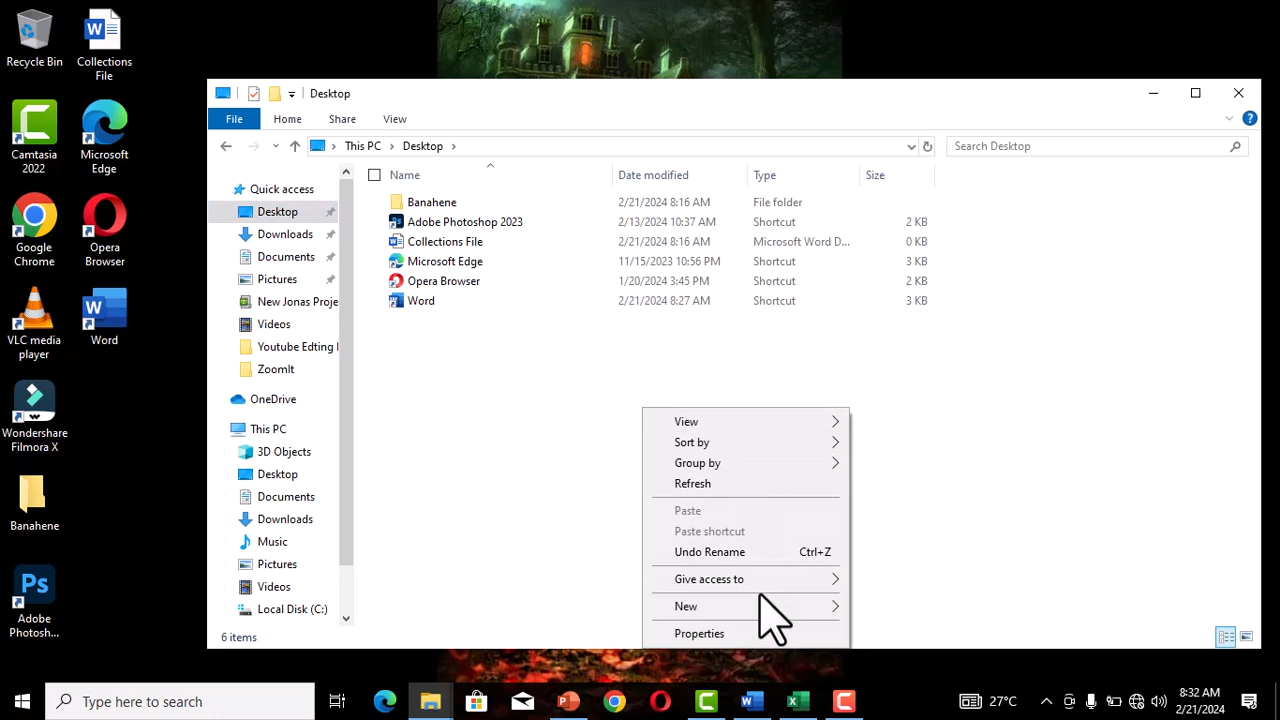 Recycle Bin
Collections
File
Camtasia
2022
Microsoft
Edge
Google
Chrome
Opera
Browser
VLC media
player
Word
Wondershare
Filmora X
Banahene
Ps
Adobe
Photosh...
Desktop
File
Home
Share
View
This PC
Desktop
Search Desktop
Quick access
Desktop
Downloads
Documents
Pictures
New Jonas Proje
Videos
Youtube Edting
ZoomIt
OneDrive
This PC
3D Objects
Desktop
Documents
Downloads
Music
Pictures
Videos
Local Disk (C:)
Name Date modified Type Size
Banahene 2/21/2024 8:16 AM File folder
Adobe Photoshop 2023 2/13/2024 10:37 AM Shortcut 2 KB
Collections File 2/21/2024 8:16 AM Microsoft Word D... 0 KB
Microsoft Edge 11/15/2023 10:56 PM Shortcut 3 KB
Opera Browser 1/20/2024 3:45 PM Shortcut 2 KB
Word 2/21/2024 8:27 AM Shortcut 3 KB
View
Sort by
Group by
Refresh
Paste
Paste shortcut
Undo Rename Ctrl+Z
Give access to
New
Properties
6 items
Type here to search
27°C
8:32 AM
2/21/2024